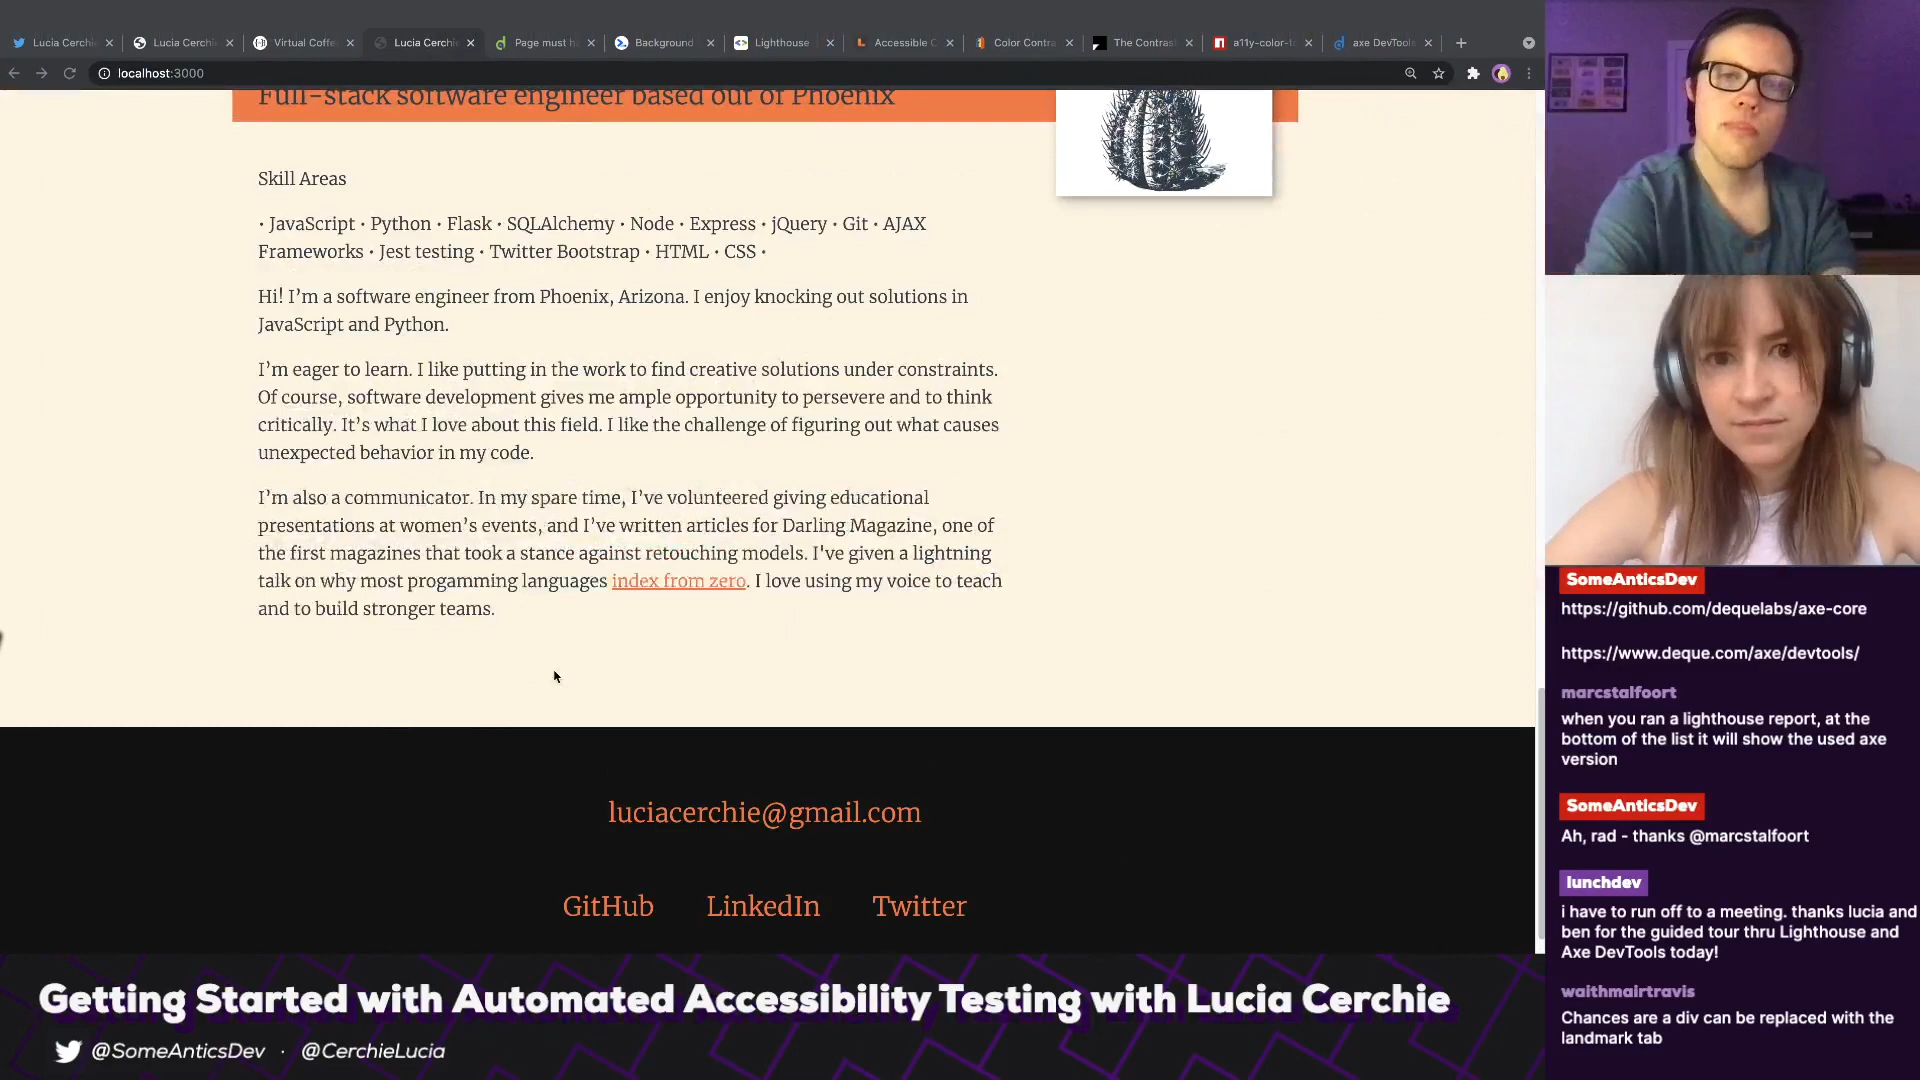 Lucia Cerchi
Lucia Cerchi
Virtual Coffe
Lucia Cerchi
Page must h
Background
Lighthouse
Accessible C
Color Contra
The Contras
a11y-color-t
axe DevTools
localhost:3000
Full-stack software engineer based out of Phoenix
Skill Areas
• JavaScript • Python • Flask • SQLAlchemy • Node • Express • jQuery • Git • AJAX
Frameworks • Jest testing • Twitter Bootstrap • HTML • CSS •
Hi! I’m a software engineer from Phoenix, Arizona. I enjoy knocking out solutions in
JavaScript and Python.
I’m eager to learn. I like putting in the work to find creative solutions under constraints.
Of course, software development gives me ample opportunity to persevere and to think
critically. It’s what I love about this field. I like the challenge of figuring out what causes
unexpected behavior in my code.
I’m also a communicator. In my spare time, I’ve volunteered giving educational
presentations at women’s events, and I’ve written articles for Darling Magazine, one of
the first magazines that took a stance against retouching models. I've given a lightning
talk on why most progamming languages index from zero. I love using my voice to teach
and to build stronger teams.
luciacerchie@gmail.com
GitHub LinkedIn Twitter
SomeAnticsDev
https://github.com/dequelabs/axe-core
https://www.deque.com/axe/devtools/
marcstalfoort
when you ran a lighthouse report, at the
bottom of the list it will show the used axe
version
SomeAnticsDev
Ah, rad - thanks @marcstalfoort
lunchdev
i have to run off to a meeting. thanks lucia and
ben for the guided tour thru Lighthouse and
Axe DevTools today!
waithmairtravis
Chances are a div can be replaced with the
landmark tab
Getting Started with Automated Accessibility Testing with Lucia Cerchie
@SomeAnticsDev · @CerchieLucia